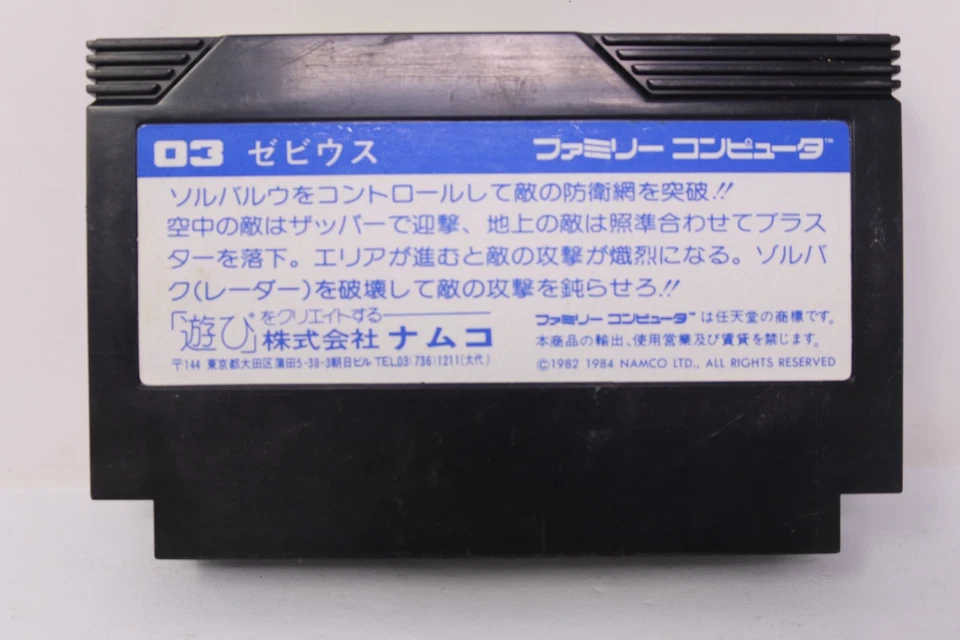 03 ゼビウス ファミリー コンピュータ™
ソルバルウをコントロールして敵の防衛網を突破!!
空中の敵はザッパーで迎撃、地上の敵は照準合わせてブラス
ターを落下。エリアが進むと敵の攻撃が熾烈になる。ゾルバ
ク(レーダー)を破壊して敵の攻撃を鈍らせろ!!
「遊び」をクリエイトする
株式会社 ナムコ
〒144 東京都大田区蒲田5-38-3朝日ビル TEL.03(736)1211(大代)
ファミリー コンピュータ™ は任天堂の商標です。
本商品の輸出、使用営業及び賃貸を禁じます。
©1982 1984 NAMCO LTD., ALL RIGHTS RESERVED